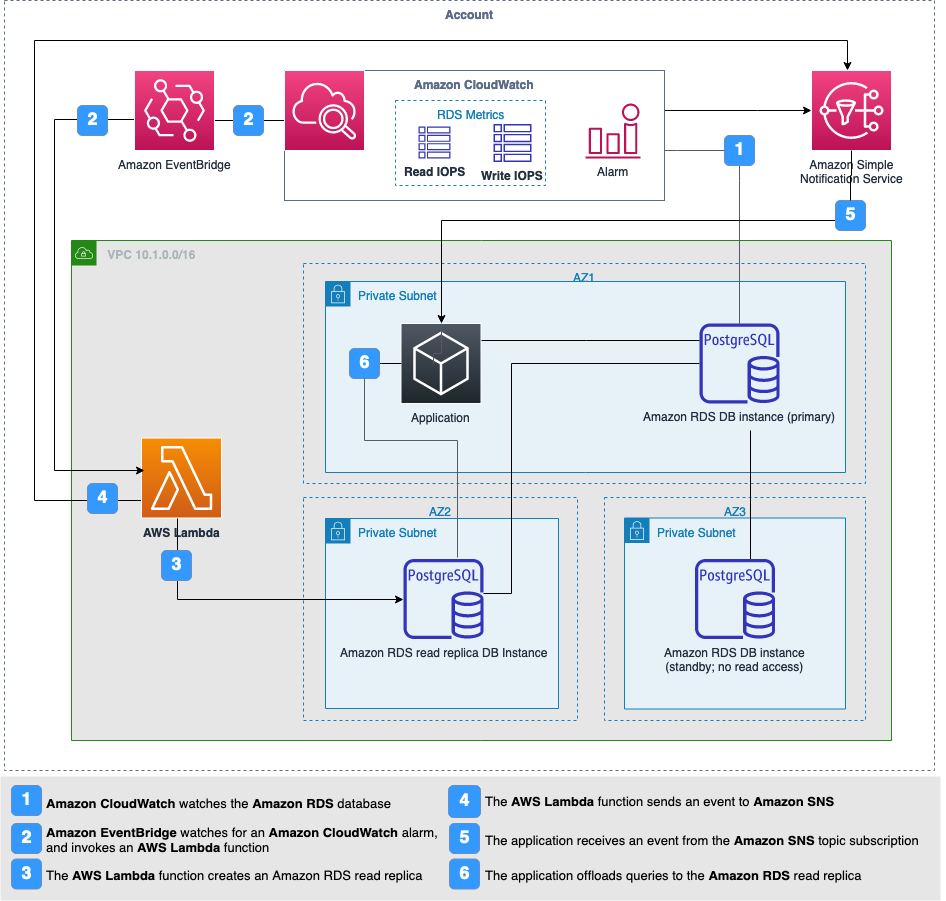 Account
Amazon CloudWatch
RDS Metrics
Read IOPS
Write IOPS
Alarm
2
2
1
Amazon EventBridge
Amazon Simple
Notification Service
5
VPC 10.1.0.0/16
AZ1
Private Subnet
6
Application
PostgreSQL
Amazon RDS DB instance (primary)
4
AWS Lambda
3
AZ2
Private Subnet
PostgreSQL
Amazon RDS read replica DB Instance
AZ3
Private Subnet
PostgreSQL
Amazon RDS DB instance
(standby; no read access)
1
Amazon CloudWatch watches the Amazon RDS database
2
Amazon EventBridge watches for an Amazon CloudWatch alarm,
and invokes an AWS Lambda function
3
The AWS Lambda function creates an Amazon RDS read replica
4
The AWS Lambda function sends an event to Amazon SNS
5
The application receives an event from the Amazon SNS topic subscription
6
The application offloads queries to the Amazon RDS read replica